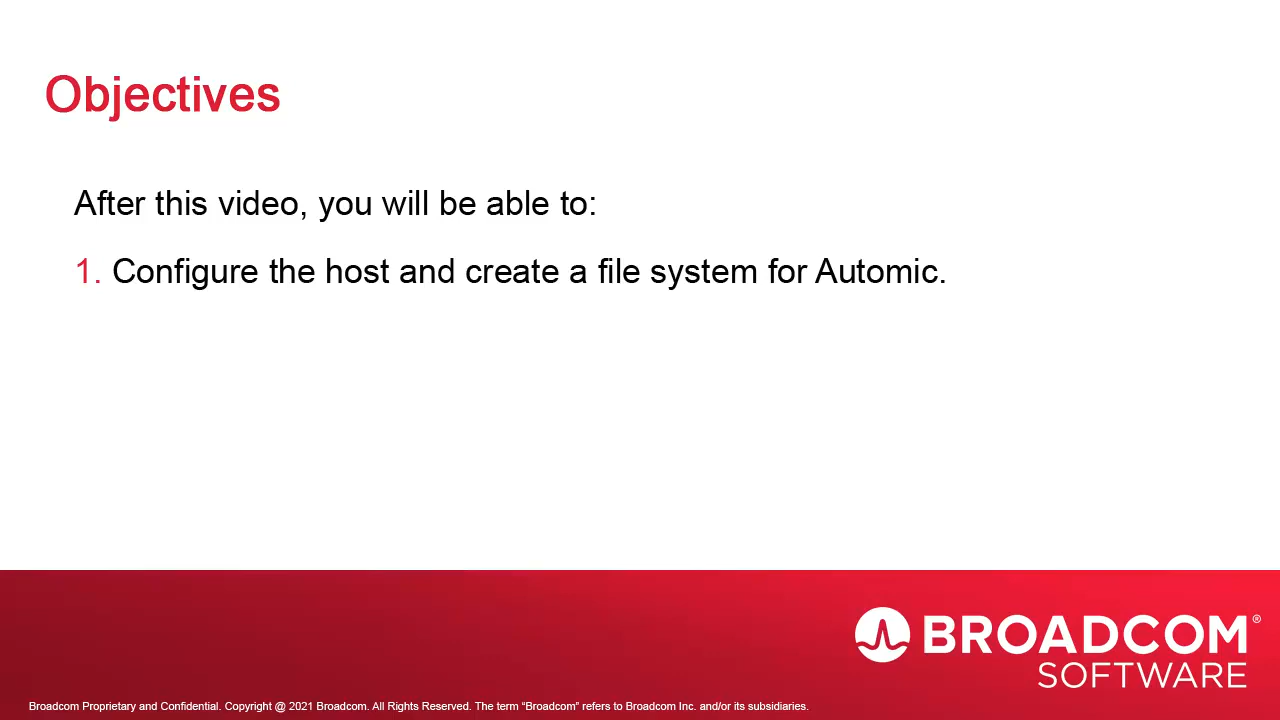 Objectives
After this video, you will be able to:
1. Configure the host and create a file system for Automic.
BROADCOM®
SOFTWARE
Broadcom Proprietary and Confidential. Copyright @ 2021 Broadcom. All Rights Reserved. The term “Broadcom” refers to Broadcom Inc. and/or its subsidiaries.